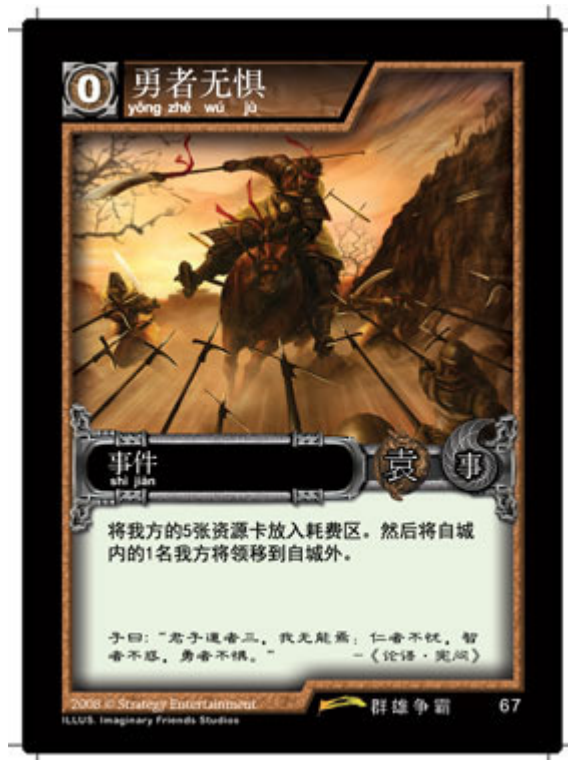 0
勇者无惧
yǒng zhě wú jù
事件
shì jiàn
袁
事
将我方的5张资源卡放入耗费区。然后将自城
内的1名我方将领移到自城外。
子曰：“君子道者三，我无能焉：仁者不忧，智
者不惑，勇者不惧。” －《论语·宪问》
2008 © Strategy Entertainment
ILLUS. Imaginary Friends Studios
群雄争霸
67